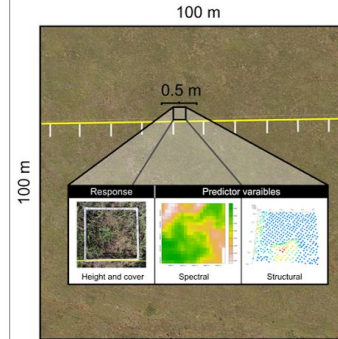 100 m
0.5 m
100 m
Response Predictor varaibles
Height and cover Spectral Structural